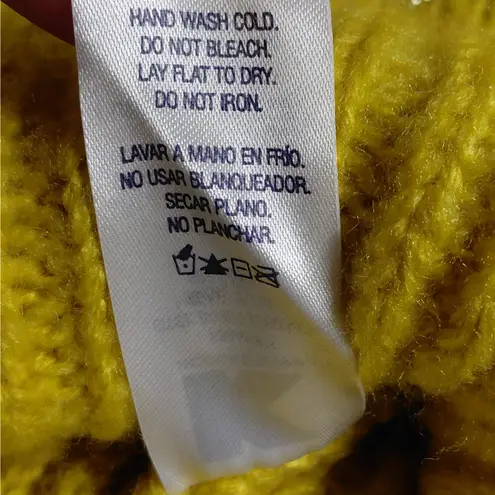 HAND WASH COLD.
DO NOT BLEACH.
LAY FLAT TO DRY.
DO NOT IRON.
LAVAR A MANO EN FRÍO.
NO USAR BLANQUEADOR.
SECAR PLANO.
NO PLANCHAR.